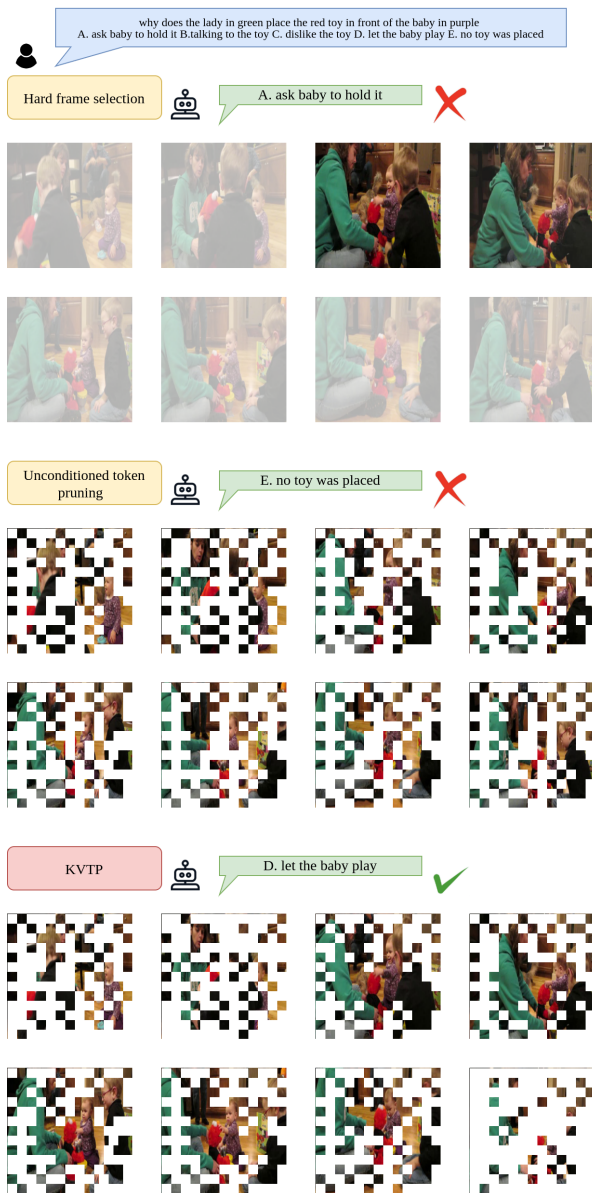 why does the lady in green place the red toy in front of the baby in purple
A. ask baby to hold it B.talking to the toy C. dislike the toy D. let the baby play E. no toy was placed
Hard frame selection
A. ask baby to hold it
Unconditioned token
pruning
E. no toy was placed
KVTP
D. let the baby play